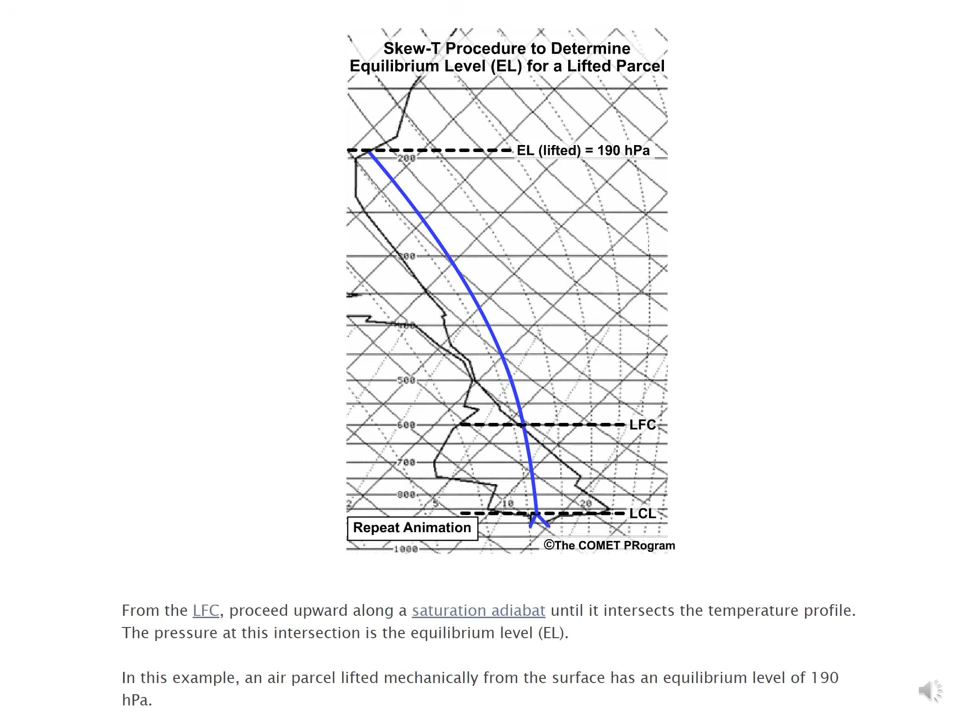 Skew-T Procedure to Determine
Equilibrium Level (EL) for a Lifted Parcel
EL (lifted) = 190 hPa
200
300
400
500
600
LFC
700
800
2
5
10
20
LCL
Repeat Animation
©The COMET PRogram
1000
From the LFC, proceed upward along a saturation adiabat until it intersects the temperature profile.
The pressure at this intersection is the equilibrium level (EL).
In this example, an air parcel lifted mechanically from the surface has an equilibrium level of 190
hPa.